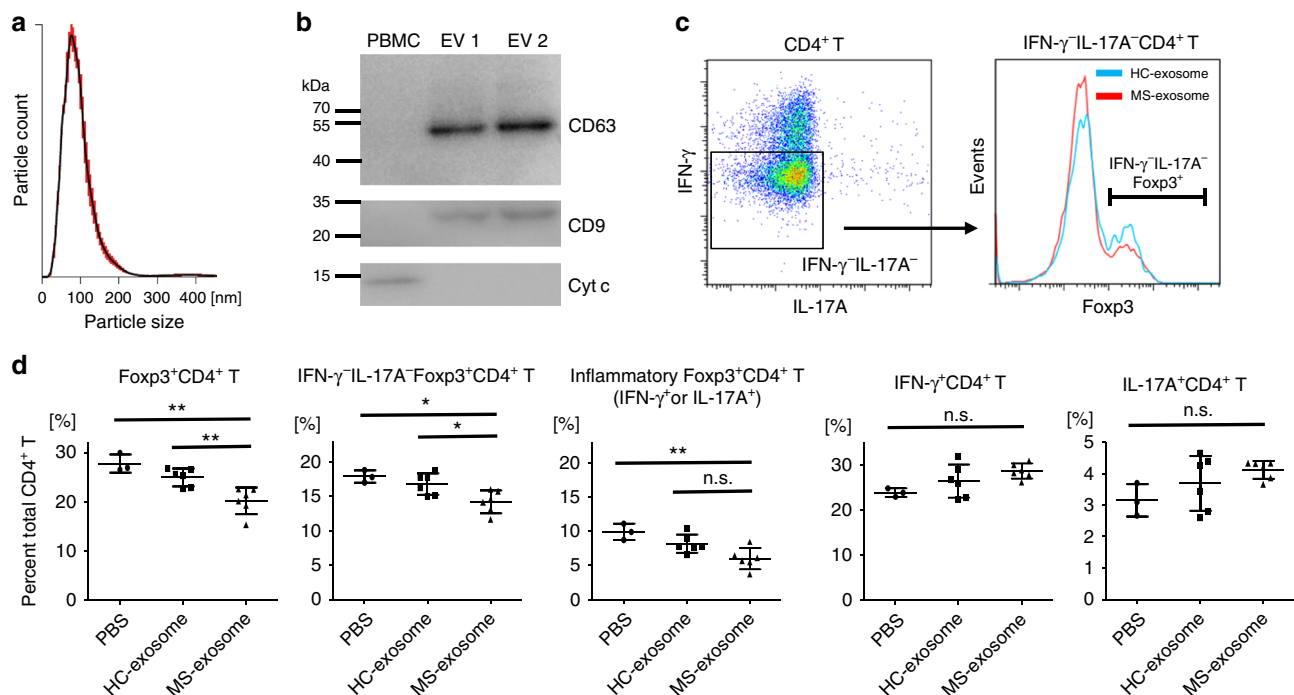 a
Particle count
0 100 200 300 400 [nm]
Particle size
b
PBMC EV 1 EV 2
kDa
70
55
40
35
20
15
CD63
CD9
Cyt c
c
CD4⁺ T
IFN-γ
IFN-γ⁻IL-17A⁻
IL-17A
IFN-γ⁻IL-17A⁻CD4⁺ T
HC-exosome
MS-exosome
IFN-γ⁻IL-17A⁻
Foxp3⁺
Events
Foxp3
d
Percent total CD4⁺ T
Foxp3⁺CD4⁺ T
[%]
**
**
30
20
10
0
PBS
HC-exosome
MS-exosome
IFN-γ⁻IL-17A⁻Foxp3⁺CD4⁺ T
[%]
*
*
20
15
10
5
0
PBS
HC-exosome
MS-exosome
Inflammatory Foxp3⁺CD4⁺ T
(IFN-γ⁺or IL-17A⁺)
[%]
**
n.s.
20
15
10
5
0
PBS
HC-exosome
MS-exosome
IFN-γ⁺CD4⁺ T
[%]
n.s.
30
20
10
0
PBS
HC-exosome
MS-exosome
IL-17A⁺CD4⁺ T
[%]
n.s.
5
4
3
2
1
0
PBS
HC-exosome
MS-exosome